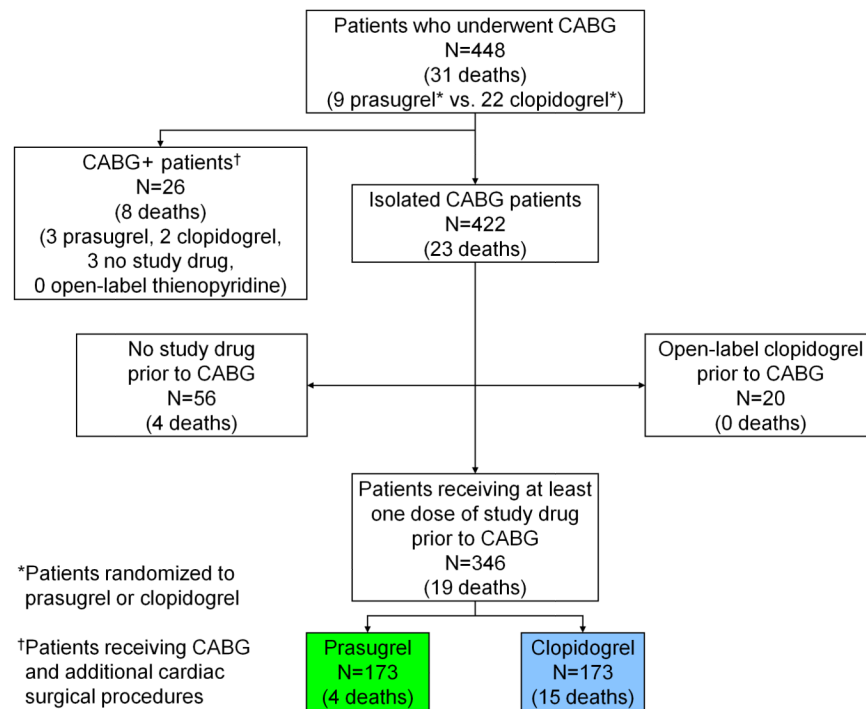 Patients who underwent CABG
N=448
(31 deaths)
(9 prasugrel* vs. 22 clopidogrel*)
CABG+ patients†
N=26
(8 deaths)
(3 prasugrel, 2 clopidogrel,
3 no study drug,
0 open-label thienopyridine)
Isolated CABG patients
N=422
(23 deaths)
No study drug
prior to CABG
N=56
(4 deaths)
Open-label clopidogrel
prior to CABG
N=20
(0 deaths)
Patients receiving at least
one dose of study drug
prior to CABG
N=346
(19 deaths)
*Patients randomized to
prasugrel or clopidogrel
†Patients receiving CABG
and additional cardiac
surgical procedures
Prasugrel
N=173
(4 deaths)
Clopidogrel
N=173
(15 deaths)